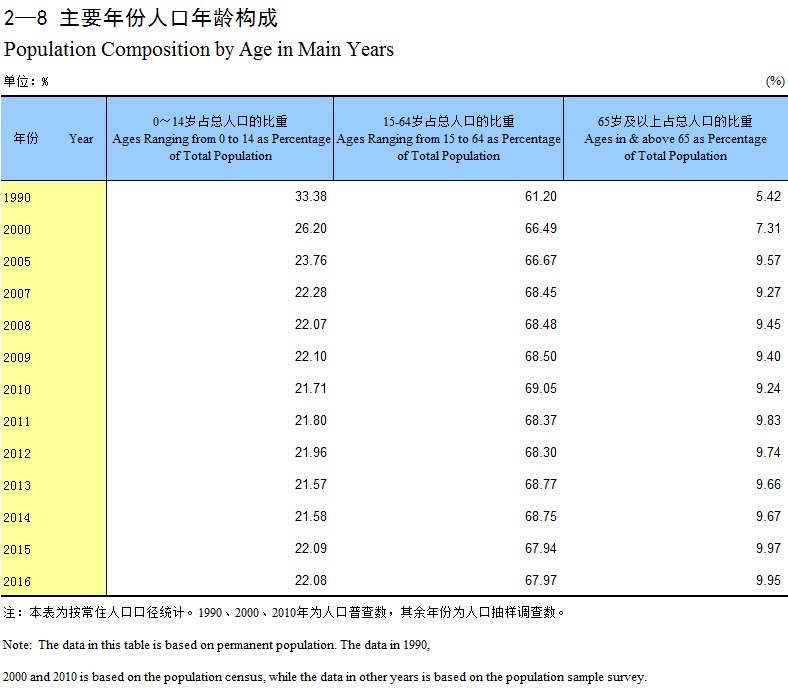 2—8 主要年份人口年龄构成
Population Composition by Age in Main Years
单位：% (%)
年份 Year 0～14岁占总人口的比重 Ages Ranging from 0 to 14 as Percentage of Total Population 15-64岁占总人口的比重 Ages Ranging from 15 to 64 as Percentage of Total Population 65岁及以上占总人口的比重 Ages in & above 65 as Percentage of Total Population
1990 33.38 61.20 5.42
2000 26.20 66.49 7.31
2005 23.76 66.67 9.57
2007 22.28 68.45 9.27
2008 22.07 68.48 9.45
2009 22.10 68.50 9.40
2010 21.71 69.05 9.24
2011 21.80 68.37 9.83
2012 21.96 68.30 9.74
2013 21.57 68.77 9.66
2014 21.58 68.75 9.67
2015 22.09 67.94 9.97
2016 22.08 67.97 9.95
注：本表为按常住人口口径统计。1990、2000、2010年为人口普查数，其余年份为人口抽样调查数。
Note: The data in this table is based on permanent population. The data in 1990,
2000 and 2010 is based on the population census, while the data in other years is based on the population sample survey.